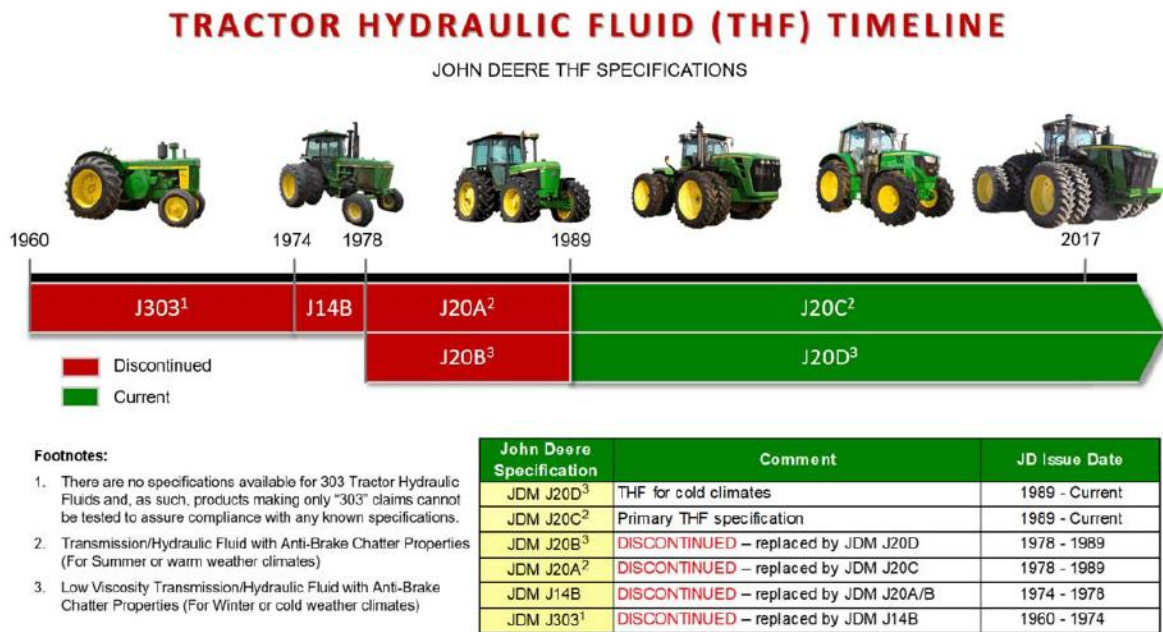 TRACTOR HYDRAULIC FLUID (THF) TIMELINE
JOHN DEERE THF SPECIFICATIONS
1960
1974
1978
1989
2017
J303¹
J14B
J20A²
J20C²
J20B³
J20D³
Discontinued
Current
Footnotes:
1. There are no specifications available for 303 Tractor Hydraulic
Fluids and, as such, products making only “303” claims cannot
be tested to assure compliance with any known specifications.
2. Transmission/Hydraulic Fluid with Anti-Brake Chatter Properties
(For Summer or warm weather climates)
3. Low Viscosity Transmission/Hydraulic Fluid with Anti-Brake
Chatter Properties (For Winter or cold weather climates)
John Deere
Specification
Comment
JD Issue Date
JDM J20D³ THF for cold climates 1989 - Current
JDM J20C² Primary THF specification 1989 - Current
JDM J20B³ DISCONTINUED – replaced by JDM J20D 1978 - 1989
JDM J20A² DISCONTINUED – replaced by JDM J20C 1978 - 1989
JDM J14B DISCONTINUED – replaced by JDM J20A/B 1974 - 1978
JDM J303¹ DISCONTINUED – replaced by JDM J14B 1960 - 1974